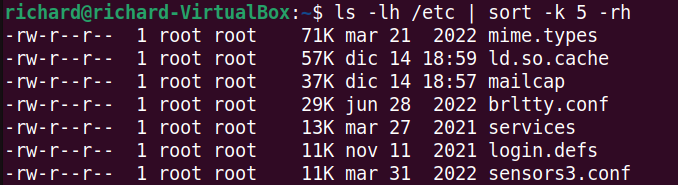 richard@richard-VirtualBox:~$ ls -lh /etc | sort -k 5 -rh
-rw-r--r--  1 root root    71K mar 21  2022 mime.types
-rw-r--r--  1 root root    57K dic 14 18:59 ld.so.cache
-rw-r--r--  1 root root    37K dic 14 18:57 mailcap
-rw-r--r--  1 root root    29K jun 28  2022 brltty.conf
-rw-r--r--  1 root root    13K mar 27  2021 services
-rw-r--r--  1 root root    11K nov 11  2021 login.defs
-rw-r--r--  1 root root    11K mar 31  2022 sensors3.conf